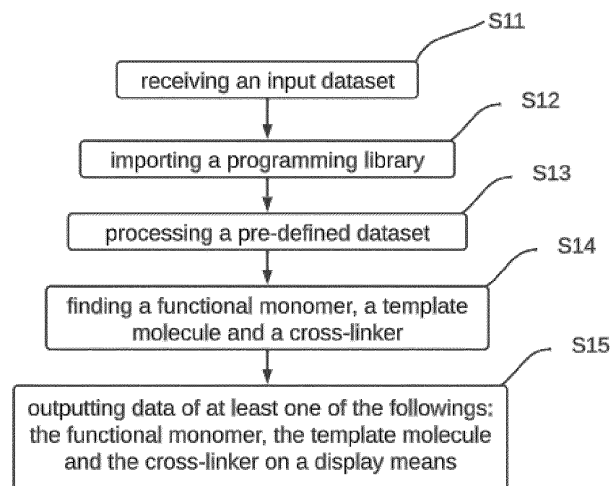 S11
receiving an input dataset
S12
importing a programming library
S13
processing a pre-defined dataset
S14
finding a functional monomer, a template
molecule and a cross-linker
S15
outputting data of at least one of the followings:
the functional monomer, the template molecule
and the cross-linker on a display means